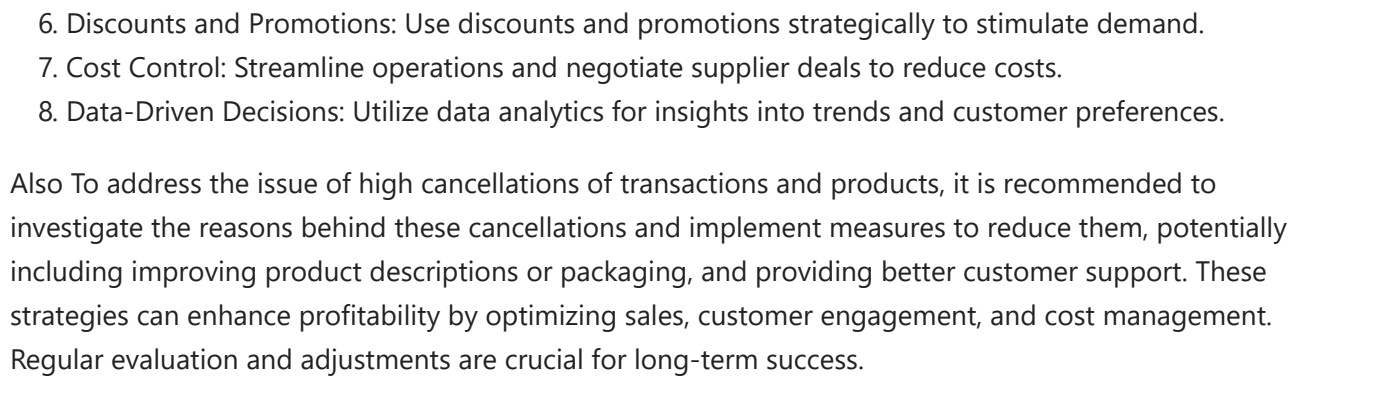 6. Discounts and Promotions: Use discounts and promotions strategically to stimulate demand.
7. Cost Control: Streamline operations and negotiate supplier deals to reduce costs.
8. Data-Driven Decisions: Utilize data analytics for insights into trends and customer preferences.
Also To address the issue of high cancellations of transactions and products, it is recommended to
investigate the reasons behind these cancellations and implement measures to reduce them, potentially
including improving product descriptions or packaging, and providing better customer support. These
strategies can enhance profitability by optimizing sales, customer engagement, and cost management.
Regular evaluation and adjustments are crucial for long-term success.